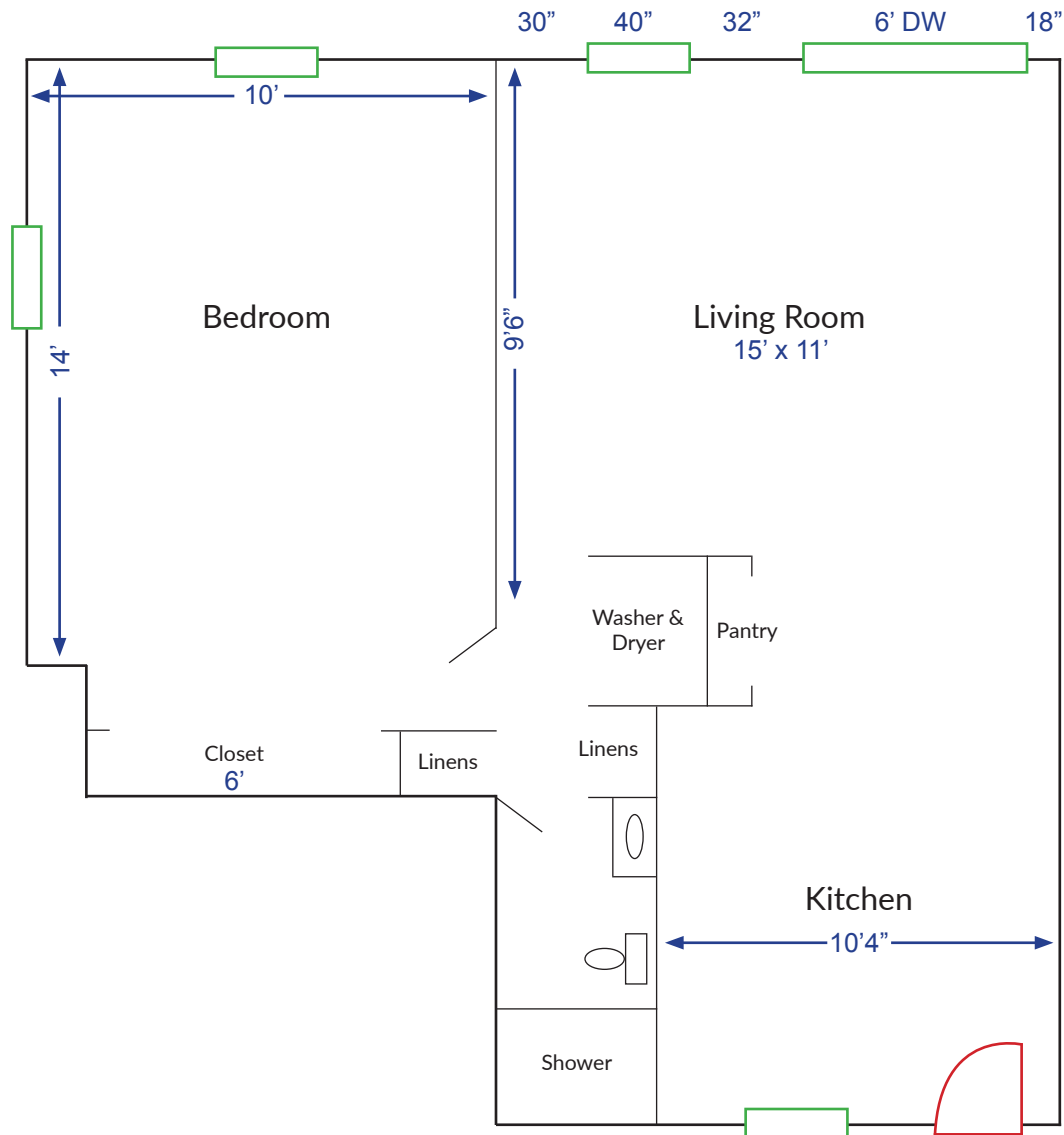 30” 40” 32” 6’ DW 18”
10’
Bedroom
14’
9’6”
Living Room
15’ x 11’
Washer &
Dryer
Pantry
Closet
6’
Linens
Linens
Kitchen
10’4”
Shower